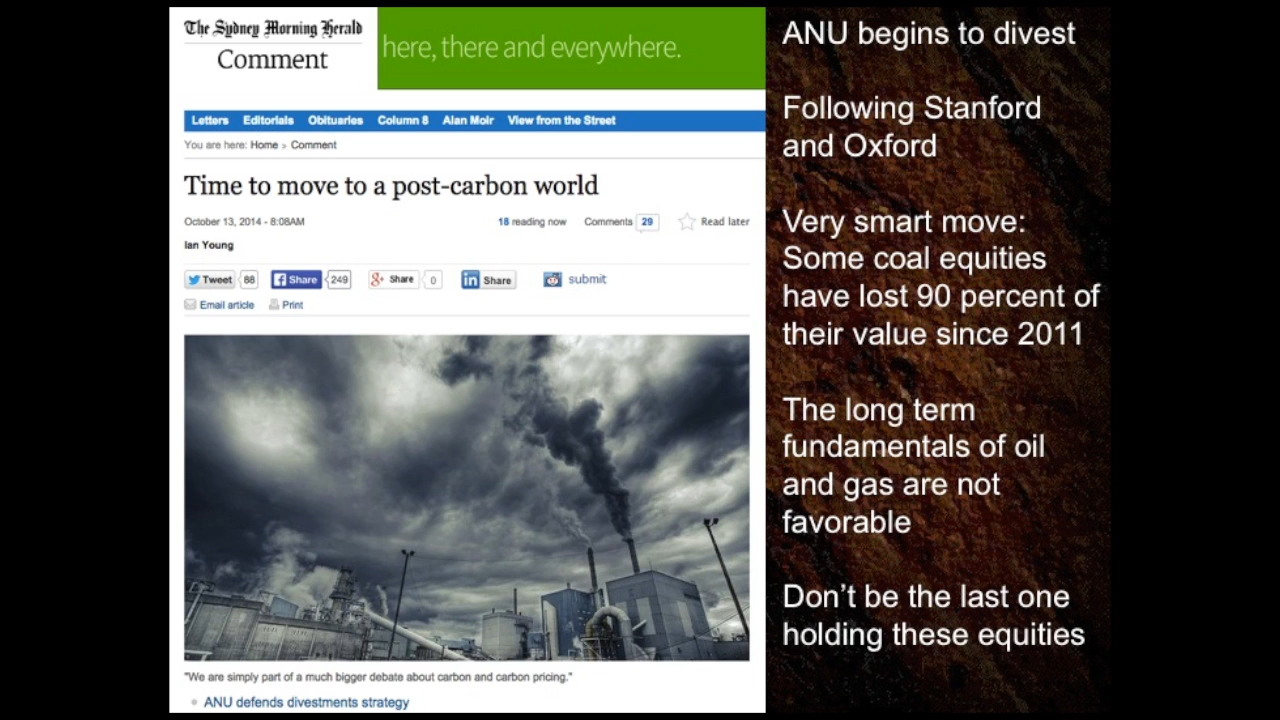 The Sydney Morning Herald
Comment
here, there and everywhere.
Letters Editorials Obituaries Column 8 Alan Moir View from the Street
You are here: Home > Comment
Time to move to a post-carbon world
October 13, 2014 - 8:08AM 18 reading now Comments 29 Read later
Ian Young
Tweet 88 Share 249 Share 0 Share submit
Email article Print
"We are simply part of a much bigger debate about carbon and carbon pricing."
ANU defends divestments strategy
ANU begins to divest
Following Stanford
and Oxford
Very smart move:
Some coal equities
have lost 90 percent of
their value since 2011
The long term
fundamentals of oil
and gas are not
favorable
Don't be the last one
holding these equities